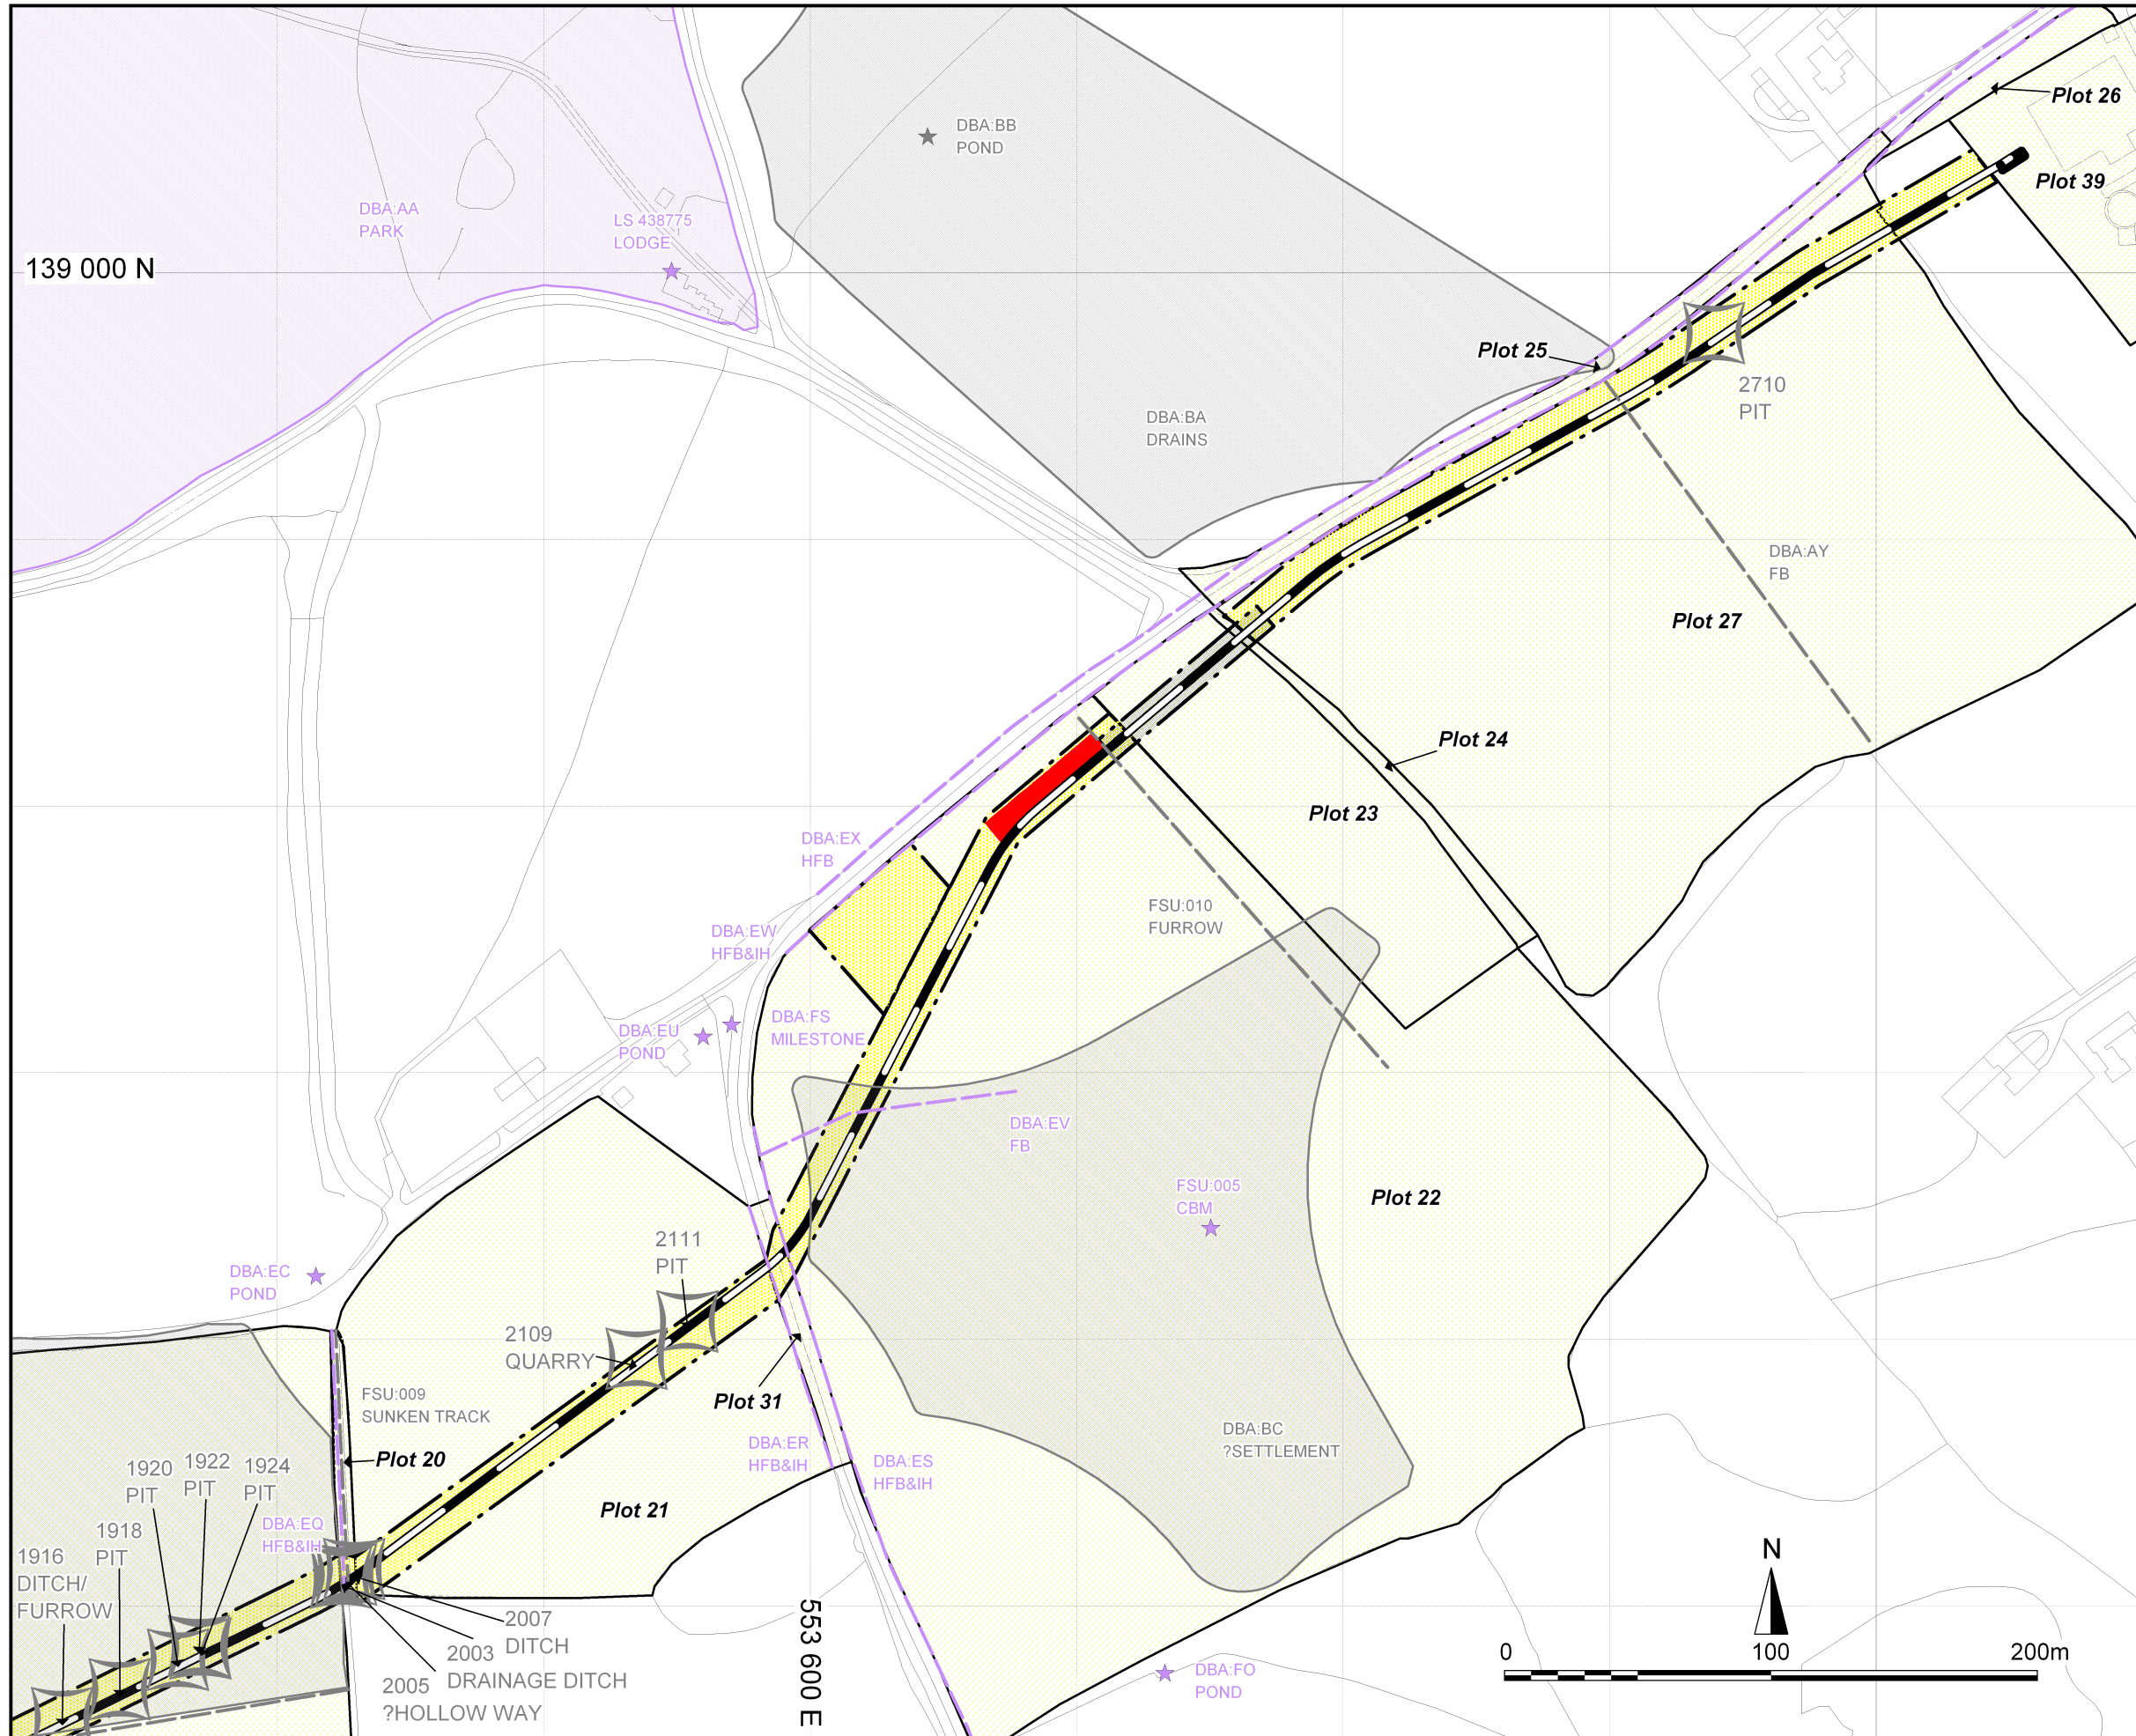 Plot 26
DBA:BB
POND
Plot 39
DBA:AA
PARK
LS 438775
LODGE
139 000 N
Plot 25
2710
PIT
DBA:BA
DRAINS
DBA:AY
FB
Plot 27
Plot 24
Plot 23
DBA:EX
HFB
FSU:010
FURROW
DBA:EW
HFB&IH
DBA:FS
MILESTONE
DBA:EU
POND
DBA:EV
FB
FSU:005
CBM
Plot 22
2111
PIT
DBA:EC
POND
2109
QUARRY
FSU:009
SUNKEN TRACK
Plot 31
DBA:BC
?SETTLEMENT
DBA:ER
HFB&IH
DBA:ES
HFB&IH
Plot 20
1920
PIT
1922
PIT
1924
PIT
Plot 21
DBA:EQ
HFB&IH
1918
PIT
1916
DITCH/
FURROW
N
2007
DITCH
2003
DRAINAGE DITCH
2005
?HOLLOW WAY
553 600 E
0
100
200m
DBA:FO
POND